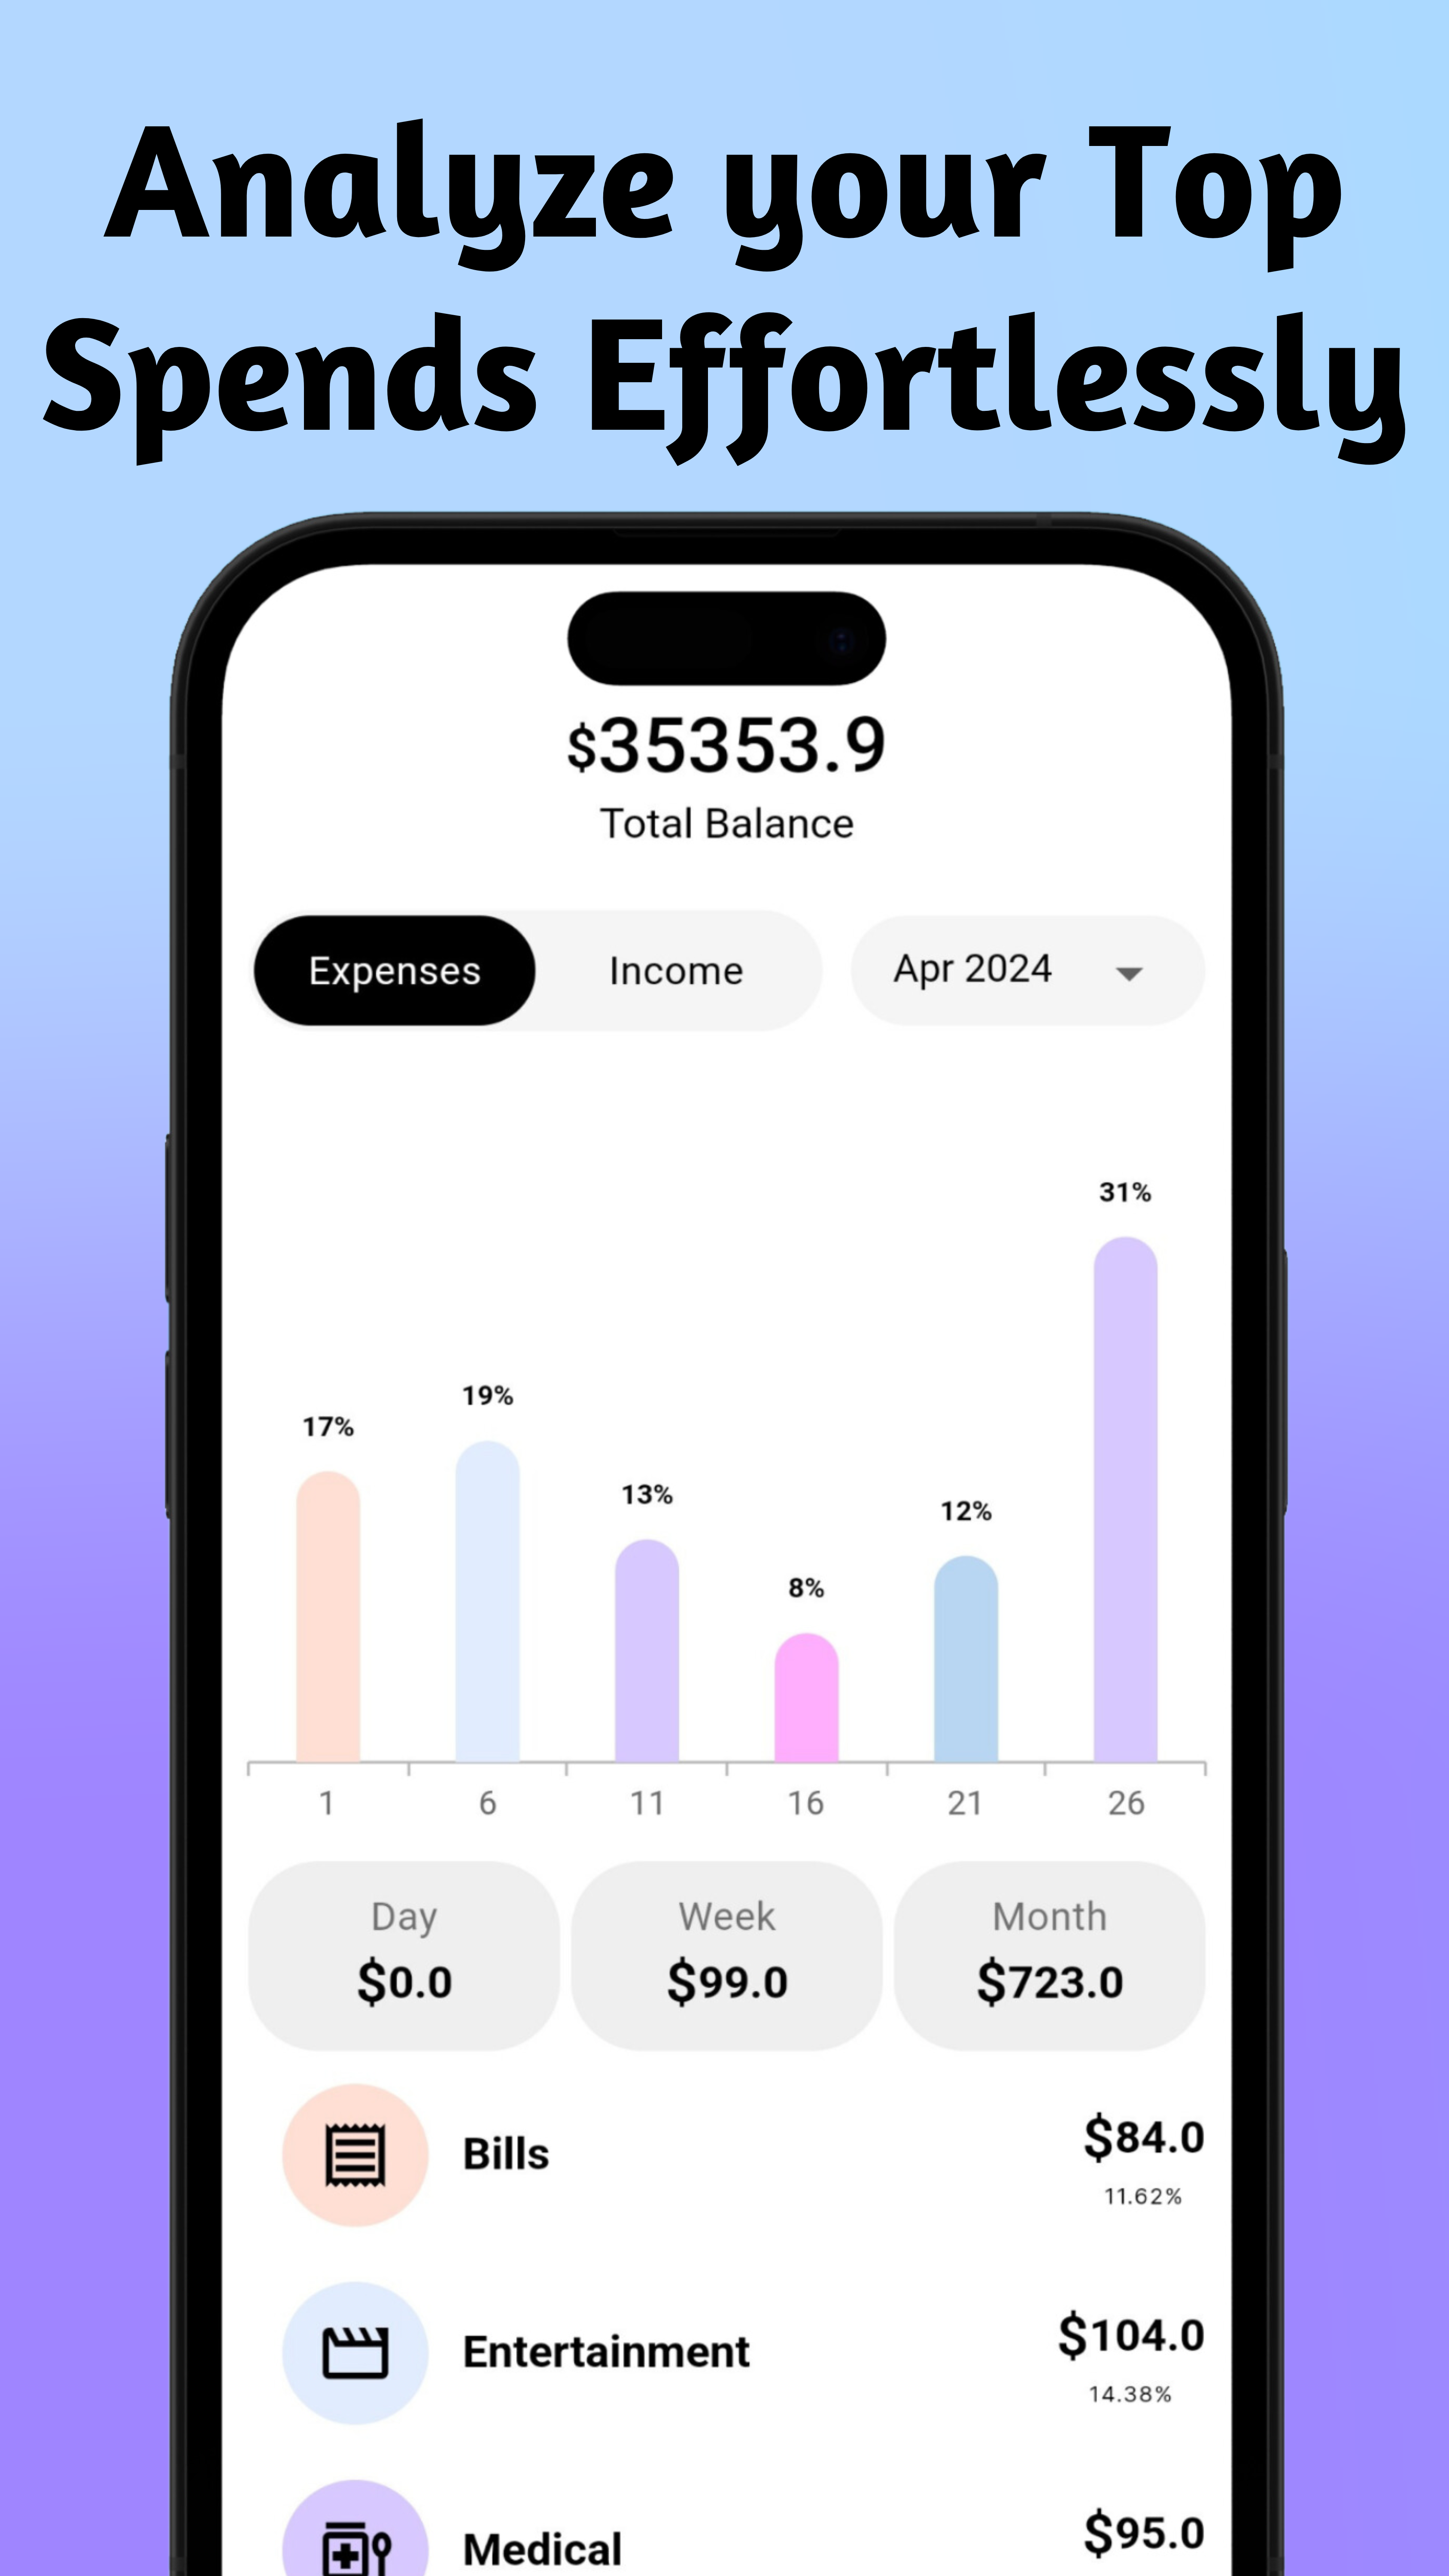 Analyze your Top
Spends Effortlessly
$35353.9
Total Balance
Expenses Income Apr 2024
31%
19%
17%
13%
12%
8%
1 6 11 16 21 26
Day Week Month
$0.0 $99.0 $723.0
Bills $84.0
11.62%
Entertainment $104.0
14.38%
Medical $95.0